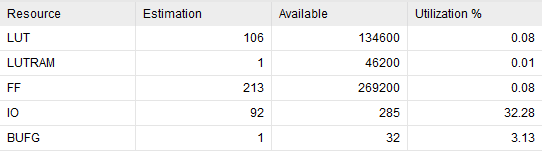 Resource Estimation Available Utilization %
LUT 106 134600 0.08
LUTRAM 1 46200 0.01
FF 213 269200 0.08
IO 92 285 32.28
BUFG 1 32 3.13